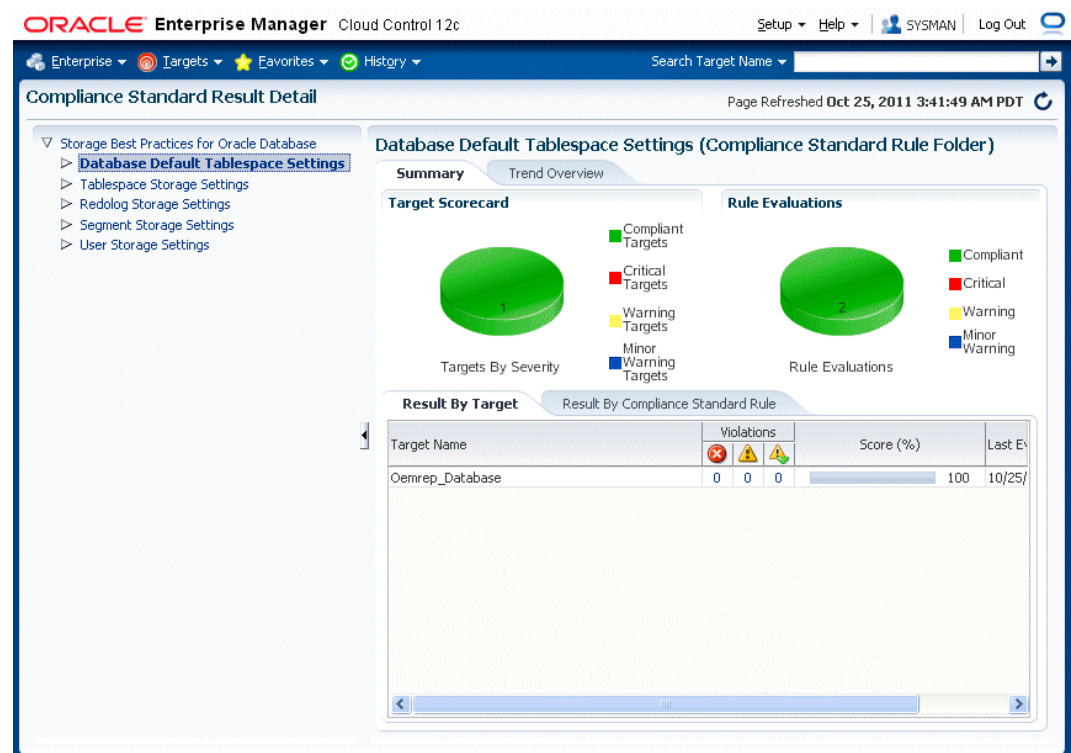 ORACLE Enterprise Manager Cloud Control 12c
Setup Help SYSMAN Log Out
Enterprise Targets Favorites History Search Target Name
Compliance Standard Result Detail
Page Refreshed Oct 25, 2011 3:41:49 AM PDT
Storage Best Practices for Oracle Database
Database Default Tablespace Settings
Tablespace Storage Settings
Redolog Storage Settings
Segment Storage Settings
User Storage Settings
Database Default Tablespace Settings (Compliance Standard Rule Folder)
Summary Trend Overview
Target Scorecard
1
Targets By Severity
Compliant
Targets
Critical
Targets
Warning
Targets
Minor
Warning
Targets
Rule Evaluations
2
Rule Evaluations
Compliant
Critical
Warning
Minor
Warning
Result By Target Result By Compliance Standard Rule
Target Name Violations Score (%) Last Ev
Oemrep_Database 0 0 0 100 10/25/